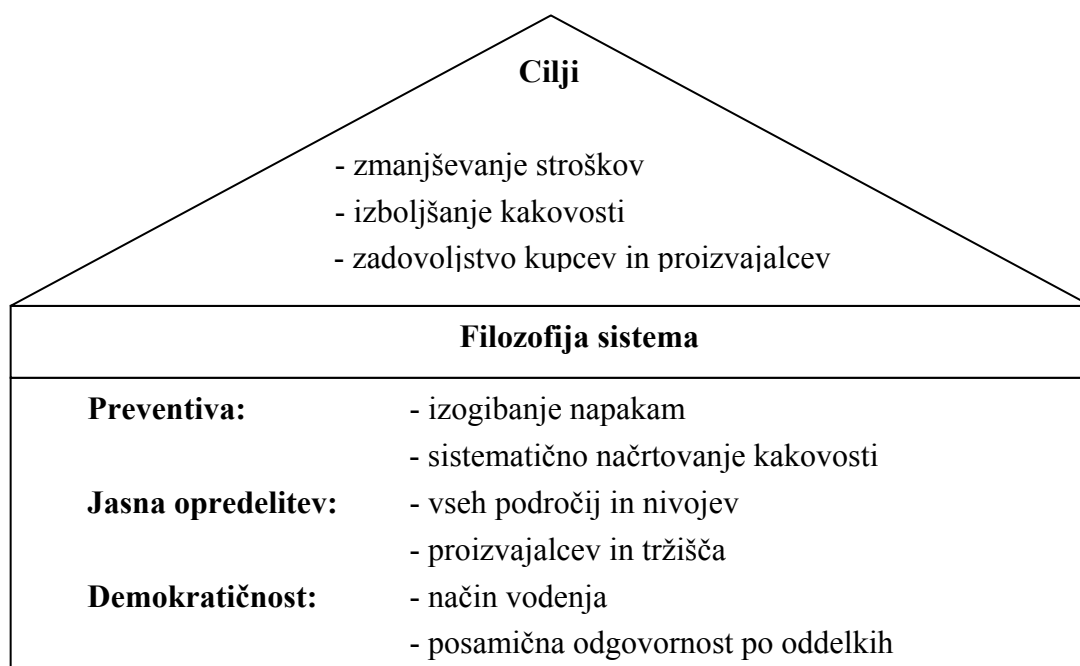 Cilji
- zmanjševanje stroškov
- izboljšanje kakovosti
- zadovoljstvo kupcev in proizvajalcev
Filozofija sistema
Preventiva: - izogibanje napakam
- sistematično načrtovanje kakovosti
Jasna opredelitev: - vseh področij in nivojev
- proizvajalcev in tržišča
Demokratičnost: - način vodenja
- posamična odgovornost po oddelkih